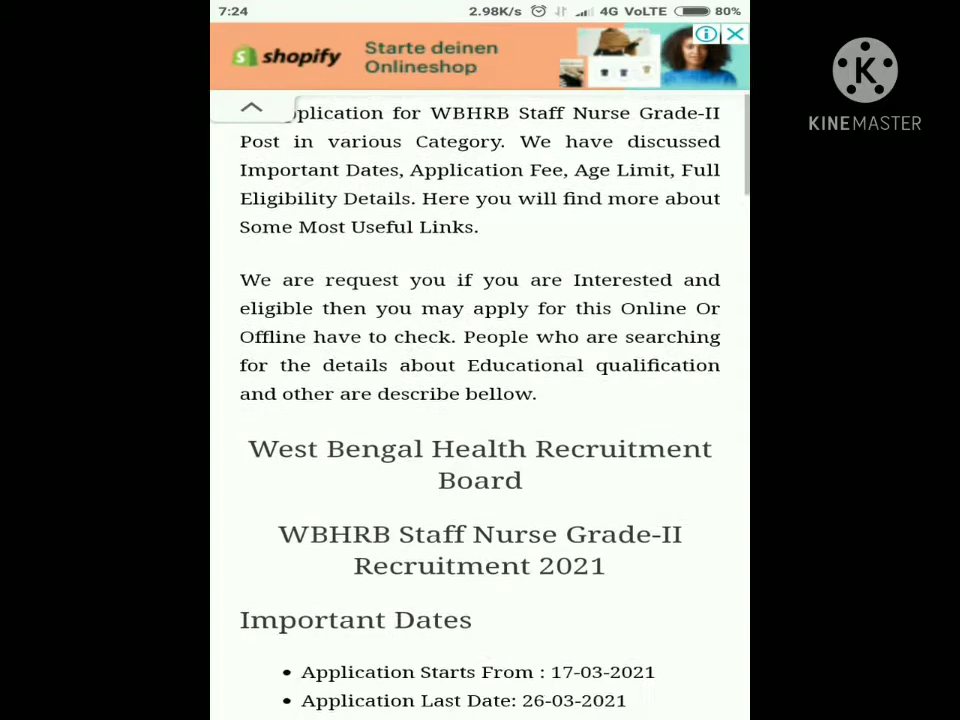 7:24 2.98K/s 4G VoLTE 80%
shopify Starte deinen
Onlineshop
KINEMASTER
plication for WBHRB Staff Nurse Grade-II
Post in various Category. We have discussed
Important Dates, Application Fee, Age Limit, Full
Eligibility Details. Here you will find more about
Some Most Useful Links.
We are request you if you are Interested and
eligible then you may apply for this Online Or
Offline have to check. People who are searching
for the details about Educational qualification
and other are describe bellow.
West Bengal Health Recruitment
Board
WBHRB Staff Nurse Grade-II
Recruitment 2021
Important Dates
• Application Starts From : 17-03-2021
• Application Last Date: 26-03-2021